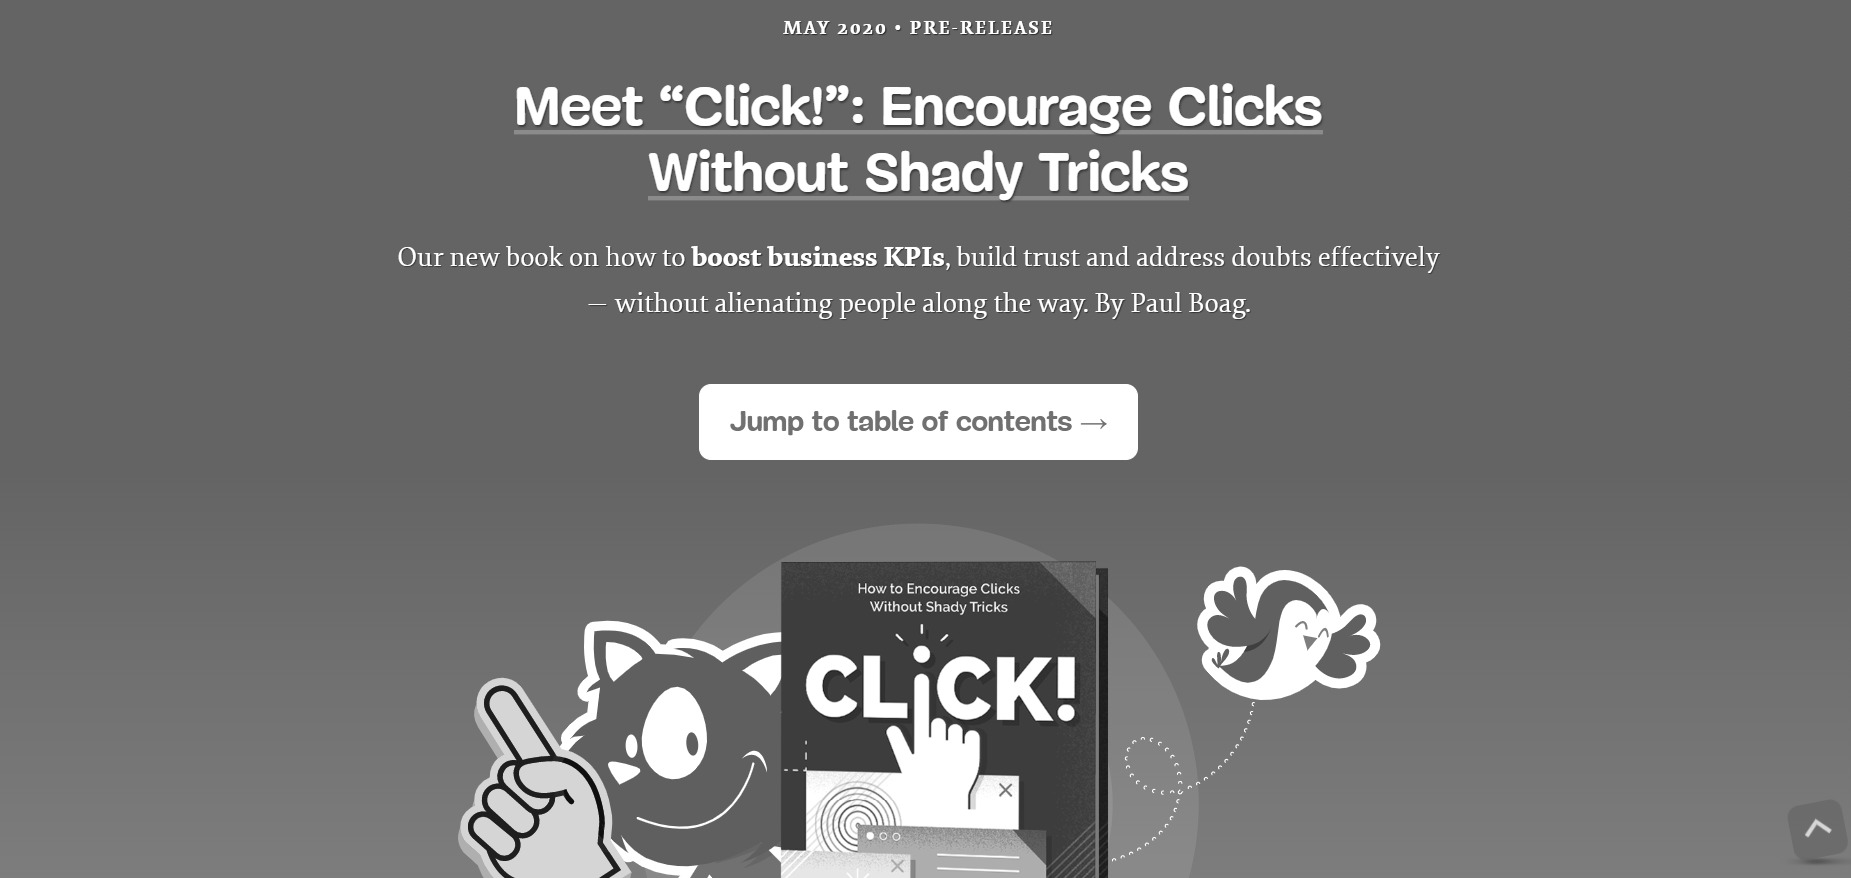 MAY 2020 • PRE-RELEASE
Meet “Click!”: Encourage Clicks
Without Shady Tricks
Our new book on how to boost business KPIs, build trust and address doubts effectively
— without alienating people along the way. By Paul Boag.
Jump to table of contents →
How to Encourage Clicks
Without Shady Tricks
CLiCK!